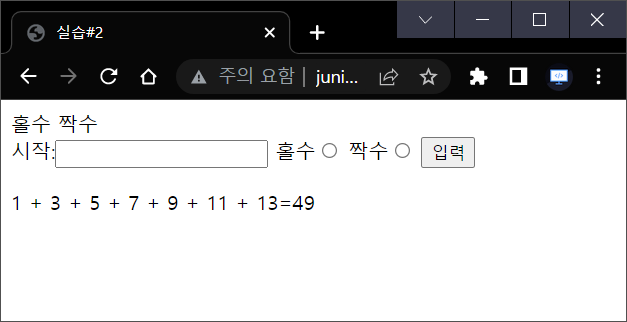 실습#2
주의 요함 | juni...
홀수 짝수
시작: 홀수 짝수 입력
1 + 3 + 5 + 7 + 9 + 11 + 13=49